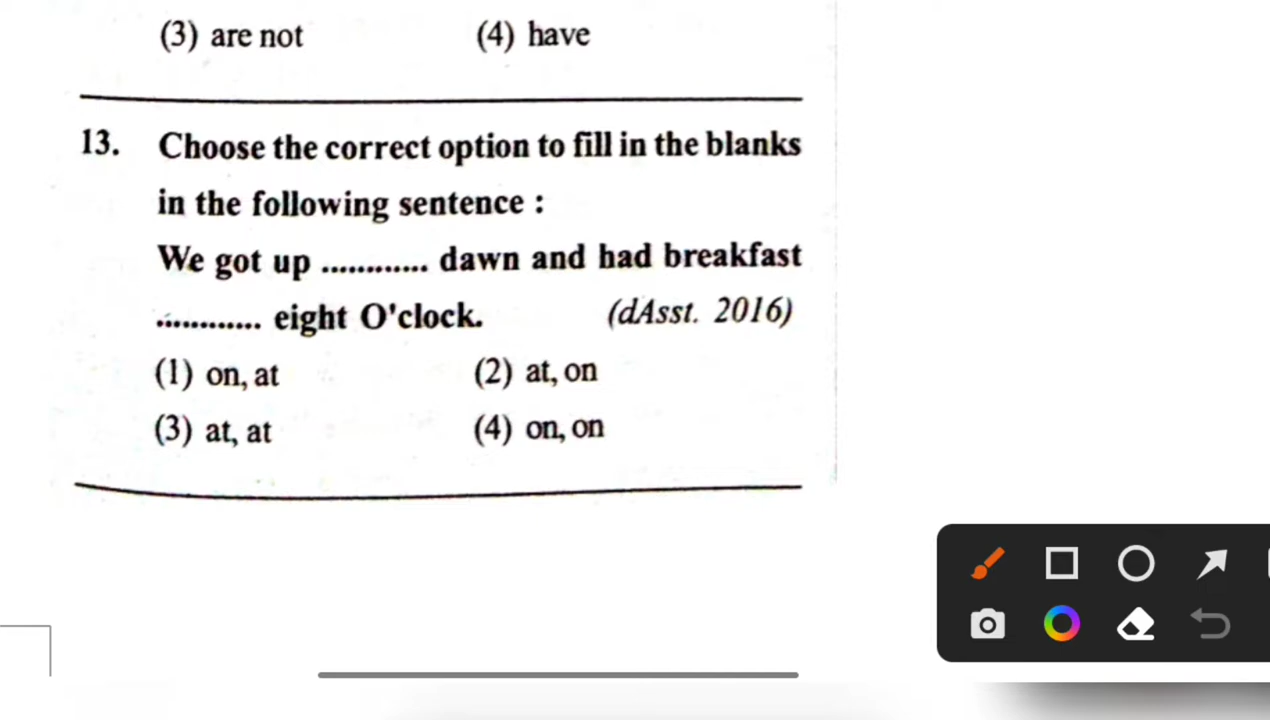 (3) are not (4) have
13. Choose the correct option to fill in the blanks
in the following sentence :
We got up ............ dawn and had breakfast
............ eight O'clock. (dAsst. 2016)
(1) on, at (2) at, on
(3) at, at (4) on, on